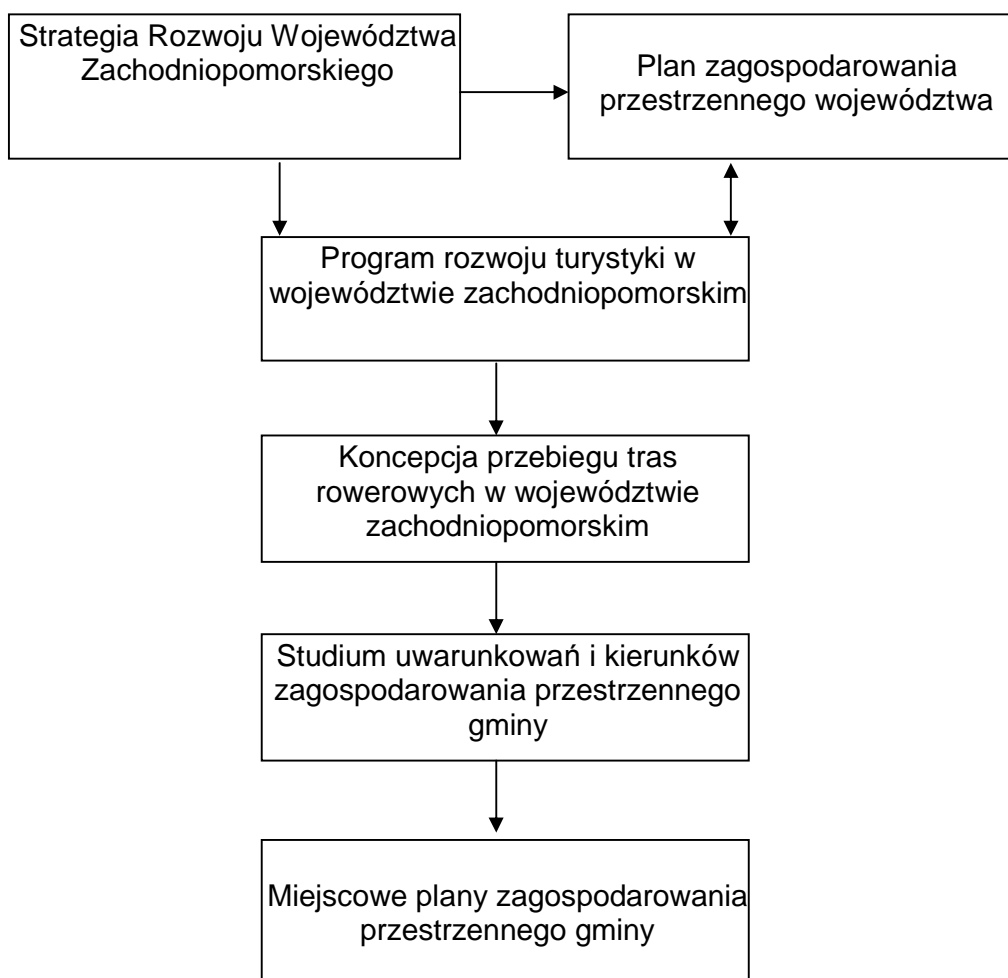 Strategia Rozwoju Województwa
Zachodniopomorskiego
Plan zagospodarowania
przestrzennego województwa
Program rozwoju turystyki w
województwie zachodniopomorskim
Koncepcja przebiegu tras
rowerowych w województwie
zachodniopomorskim
Studium uwarunkowań i kierunków
zagospodarowania przestrzennego
gminy
Miejscowe plany zagospodarowania
przestrzennego gminy